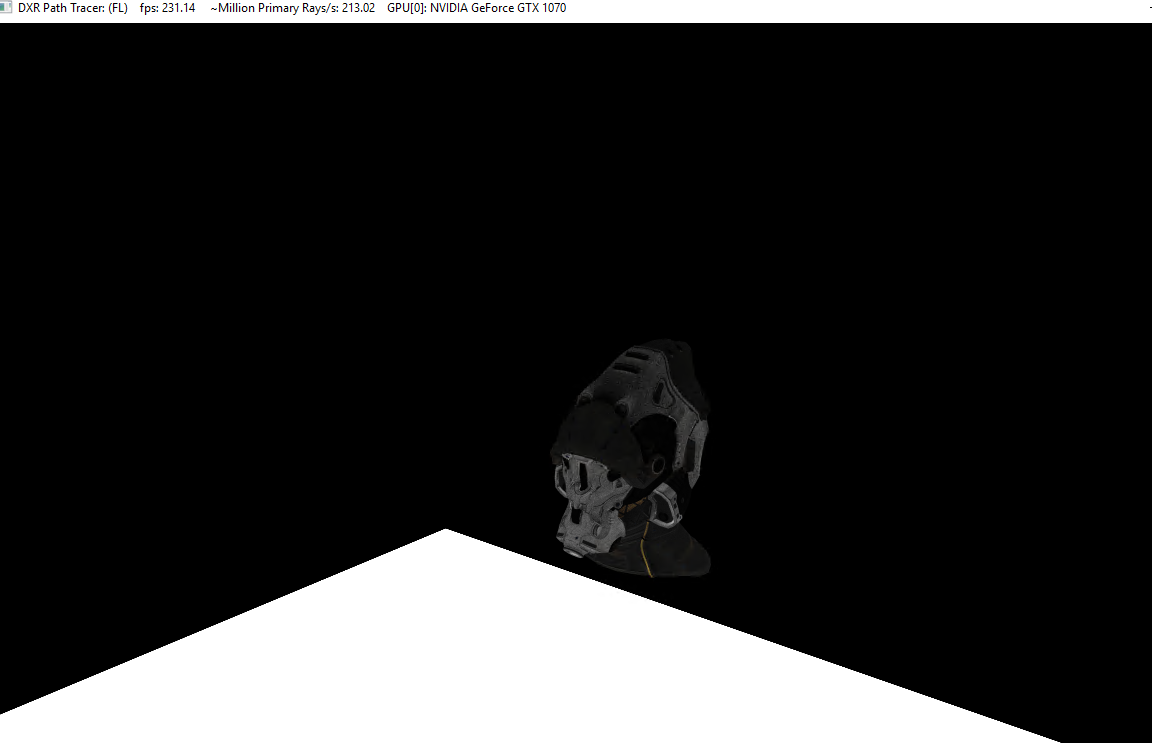 DXR Path Tracer: (FL)    fps: 231.14    ~Million Primary Rays/s: 213.02    GPU[0]: NVIDIA GeForce GTX 1070